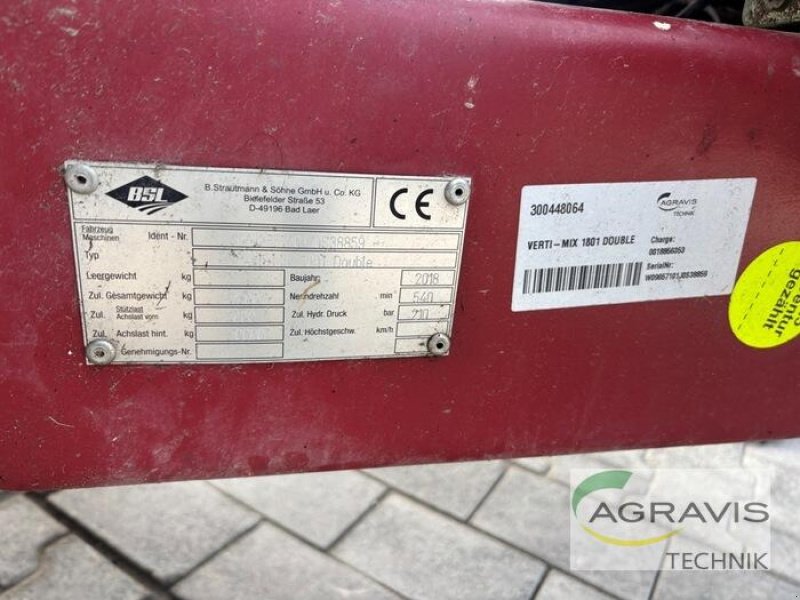 BSL
B.Strautmann & Söhne GmbH u. Co. KG
Bielefelder Straße 53
D-49196 Bad Laer
CE
Fahrzeug
Maschinen
Ident - Nr.
Typ
Double
Leergewicht kg
Baujahr: 2018
Zul. Gesamtgewicht kg
Nenndrehzahl min 540
Zul. Stützlast
Achslast vorn kg
Zul. Hydr. Druck bar 210
Zul. Achslast hint. kg
Zul. Höchstgeschw. km/h
Genehmigungs-Nr.
300448064
AGRAVIS
TECHNIK
VERTI-MIX 1801 DOUBLE
Charge:
SerialNr:
gezählt
AGRAVIS
TECHNIK